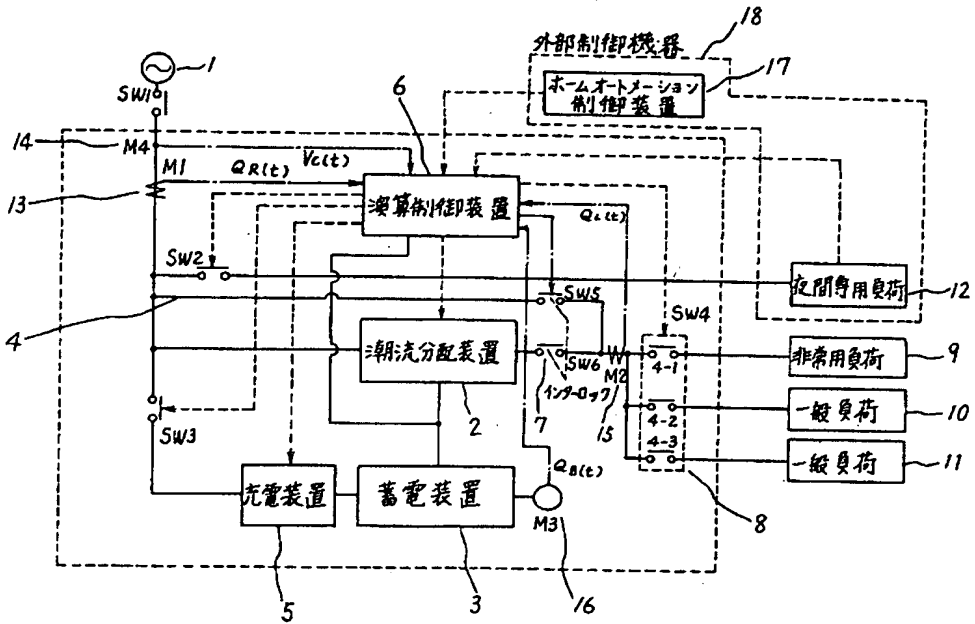 18
外部制御機器
17
1
ホームオートメーション
制御装置
SW1
6
14
M4
Vc(t)
M1
QR(t)
13
演算制御装置
QL(t)
SW2
夜間専用負荷
12
SW5
SW4
4
潮流分配装置
SW6
4-1
非常用負荷
9
M2
インターロック
7
15
2
4-2
一般負荷
10
SW3
4-3
一般負荷
11
QB(t)
充電装置
蓄電装置
M3
8
5
3
16